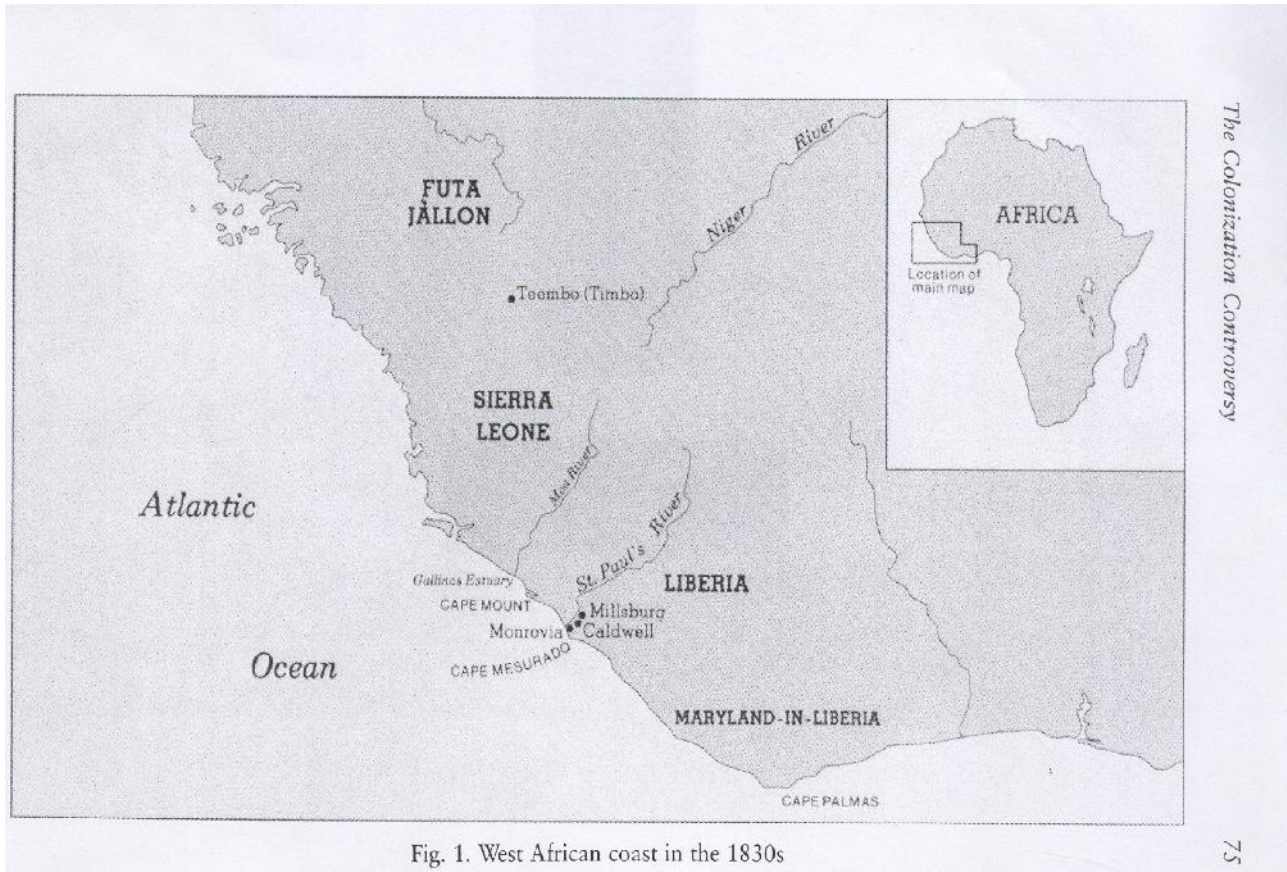 The Colonization Controversy
75
FUTA
JALLON
Niger River
AFRICA
Location of
main map
Teembo (Timbo)
SIERRA
LEONE
Moa River
St. Paul's River
Atlantic
Ocean
Gallinas Estuary
CAPE MOUNT
LIBERIA
Millsburg
Monrovia
Caldwell
CAPE MESURADO
MARYLAND-IN-LIBERIA
CAPE PALMAS
Fig. 1. West African coast in the 1830s